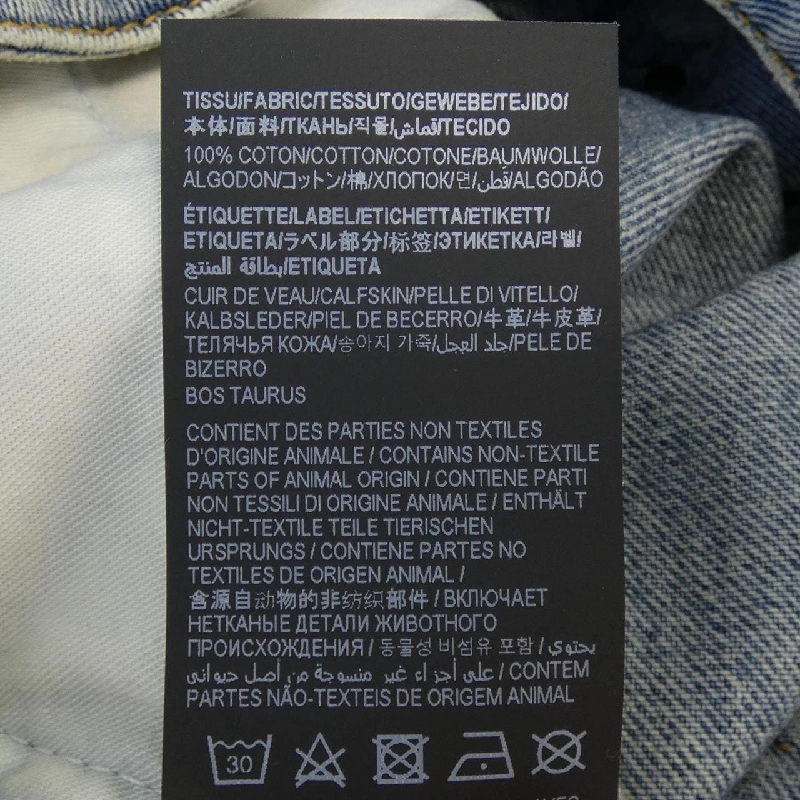 TISSU/FABRIC/TESSUTO/GEWEBE/TEJIDO/
本体/面料/ТКАНЬ/직물/قماش/TECIDO
100% COTON/COTTON/COTONE/BAUMWOLLE/
ALGODON/コットン/棉/ХЛОПОК/면/قطن/ALGODÃO
ÉTIQUETTE/LABEL/ETICHETTA/ETIKETT/
ETIQUETA/ラベル部分/标签/ЭТИКЕТКА/라벨/
بطاقة المنتج/ETIQUETA
CUIR DE VEAU/CALFSKIN/PELLE DI VITELLO/
KALBSLEDER/PIEL DE BECERRO/牛革/牛皮革/
ТЕЛЯЧЬЯ КОЖА/송아지 가죽/جلد العجل/PELE DE
BIZERRO
BOS TAURUS
CONTIENT DES PARTIES NON TEXTILES
D'ORIGINE ANIMALE / CONTAINS NON-TEXTILE
PARTS OF ANIMAL ORIGIN / CONTIENE PARTI
NON TESSILI DI ORIGINE ANIMALE / ENTHÄLT
NICHT-TEXTILE TEILE TIERISCHEN
URSPRUNGS / CONTIENE PARTES NO
TEXTILES DE ORIGEN ANIMAL /
含源自动物的非纺织部件 / ВКЛЮЧАЕТ
НЕТКАНЫЕ ДЕТАЛИ ЖИВОТНОГО
ПРОИСХОЖДЕНИЯ / 동물성 비섬유 포함 / يحتوي
على أجزاء غير منسوجة من أصل حيواني / CONTEM
PARTES NÃO-TEXTEIS DE ORIGEM ANIMAL
30